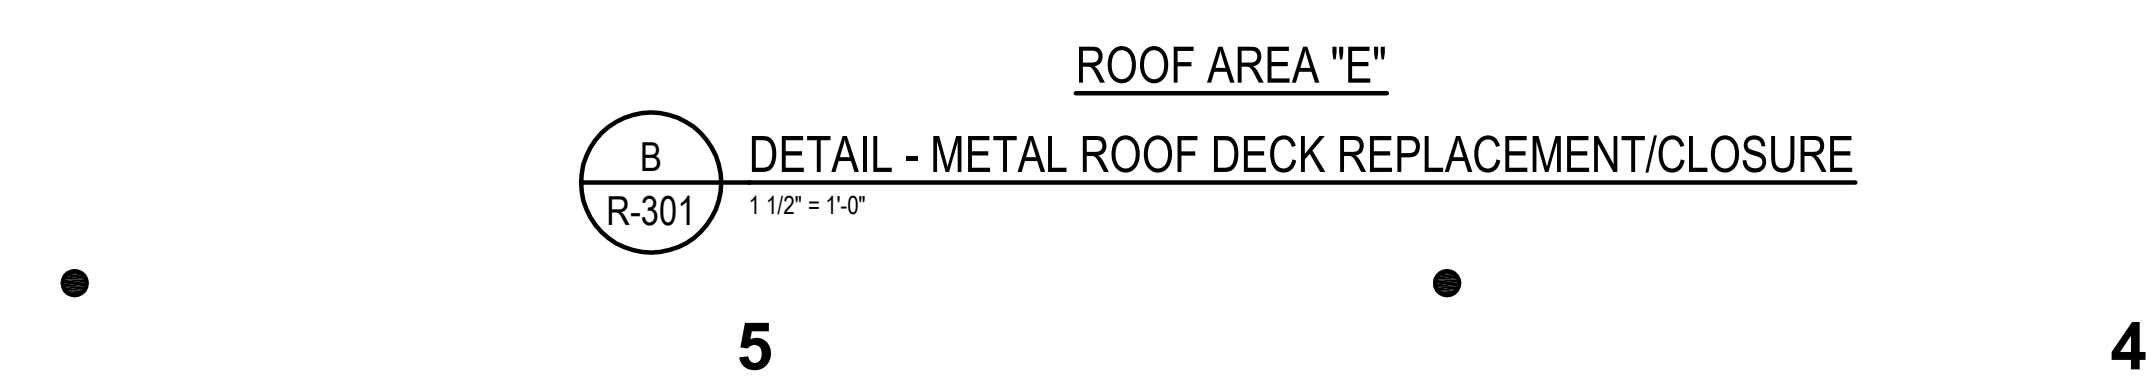 ROOF AREA "E"
B
DETAIL - METAL ROOF DECK REPLACEMENT/CLOSURE
R-301
1 1/2" = 1'-0"
5
4